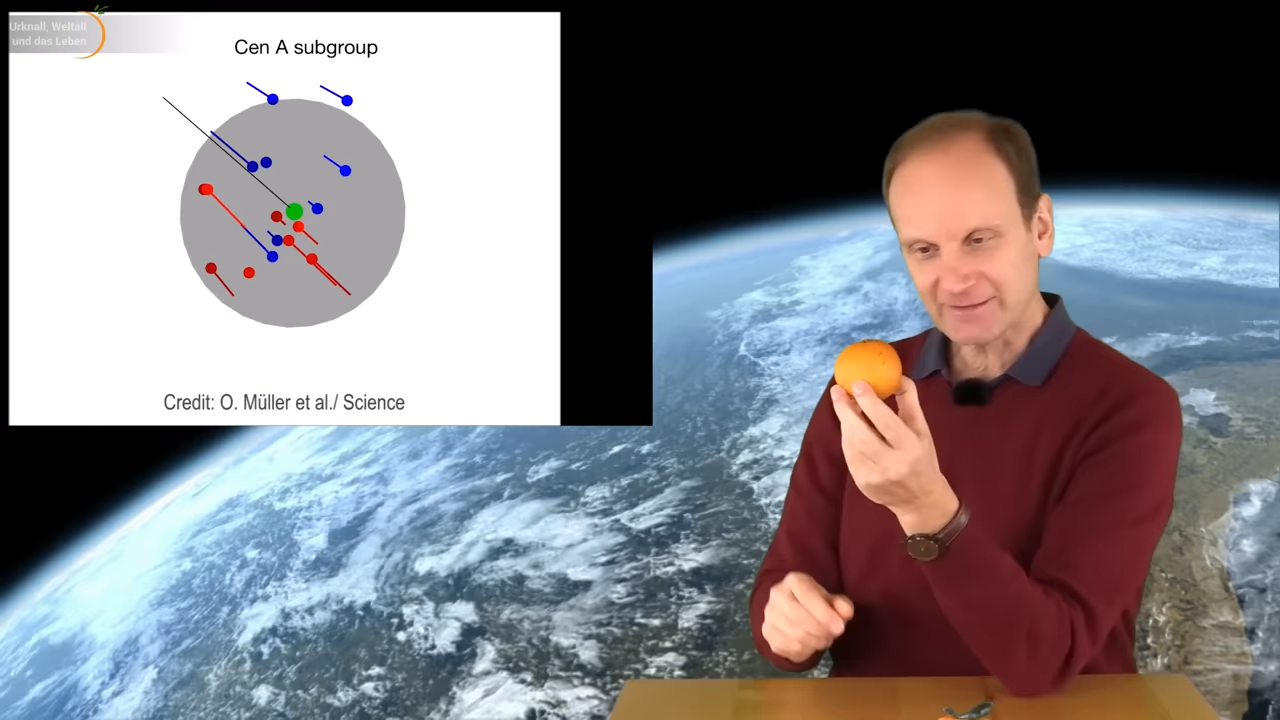 Urknall, Weltall
und das Leben
Cen A subgroup
Credit: O. Müller et al./ Science